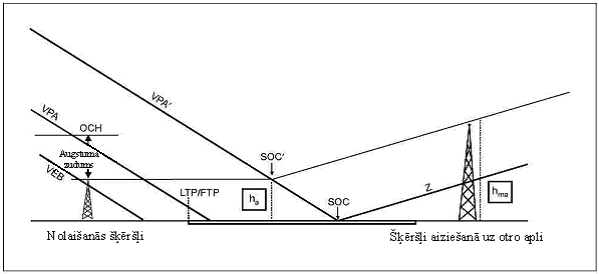 VPA′
VPA
OCH
Augstuma
zudums
VEB
SOC′
LTP/FTP
SOC
Z
ha
hma
Nolaišanās šķēršļi
Šķēršļi aiziešanā uz otro apli